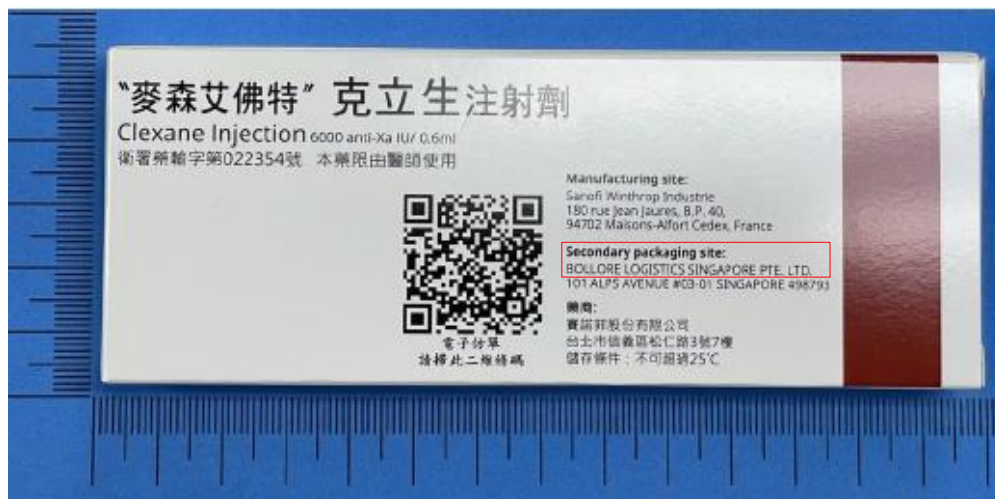 “麥森艾佛特” 克立生注射劑
Clexane Injection 6000 anti-Xa IU/ 0.6ml
衛署藥輸字第022354號 本藥限由醫師使用
電子仿單
請掃此二維條碼
Manufacturing site:
Sanofi Winthrop Industrie
180 rue Jean Jaures, B.P. 40,
94702 Maisons-Alfort Cedex, France
Secondary packaging site:
BOLLORE LOGISTICS SINGAPORE PTE. LTD.
101 ALPS AVENUE #03-01 SINGAPORE 498793
藥商:
賽諾菲股份有限公司
台北市信義區松仁路3號7樓
儲存條件:不可超過25℃